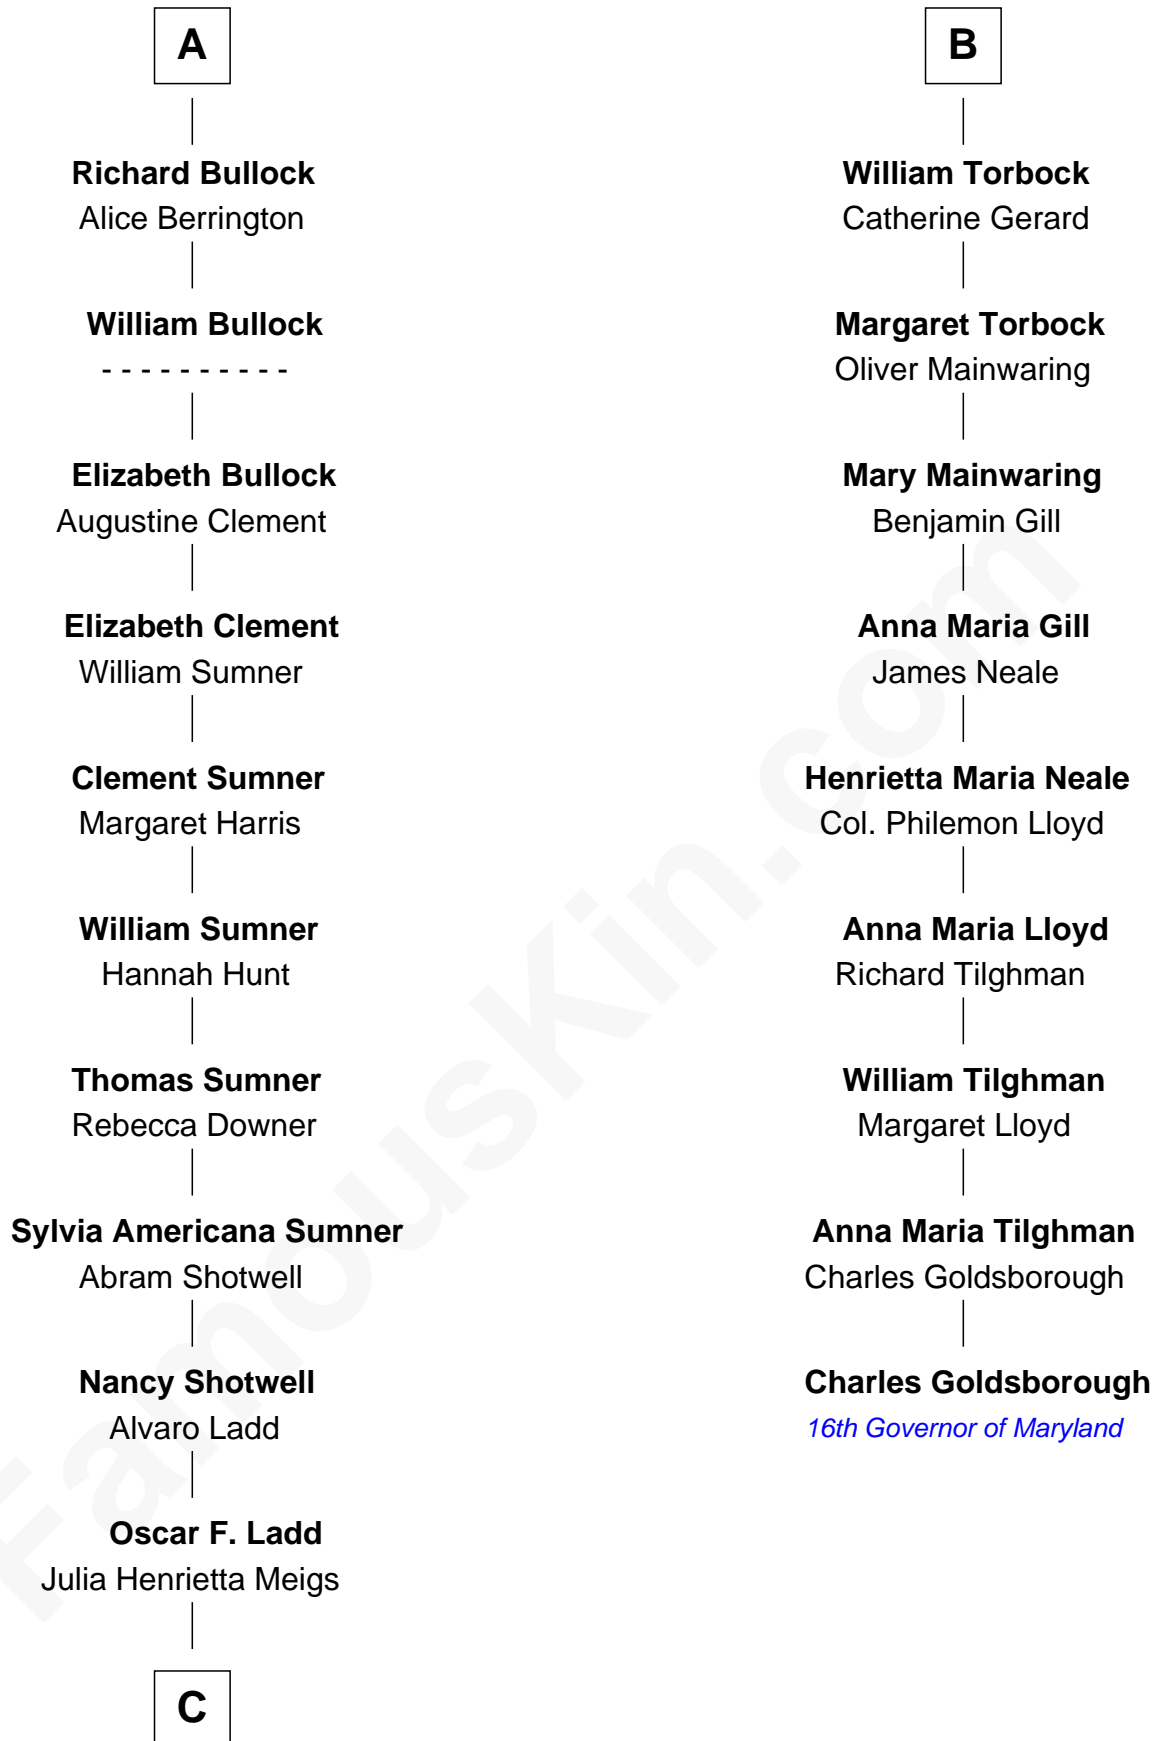 A
Richard Bullock
Alice Berrington
William Bullock
- - - - - - - - - -
Elizabeth Bullock
Augustine Clement
Elizabeth Clement
William Sumner
Clement Sumner
Margaret Harris
William Sumner
Hannah Hunt
Thomas Sumner
Rebecca Downer
Sylvia Americana Sumner
Abram Shotwell
Nancy Shotwell
Alvaro Ladd
Oscar F. Ladd
Julia Henrietta Meigs
C
B
William Torbock
Catherine Gerard
Margaret Torbock
Oliver Mainwaring
Mary Mainwaring
Benjamin Gill
Anna Maria Gill
James Neale
Henrietta Maria Neale
Col. Philemon Lloyd
Anna Maria Lloyd
Richard Tilghman
William Tilghman
Margaret Lloyd
Anna Maria Tilghman
Charles Goldsborough
Charles Goldsborough
16th Governor of Maryland
FamousKin.com